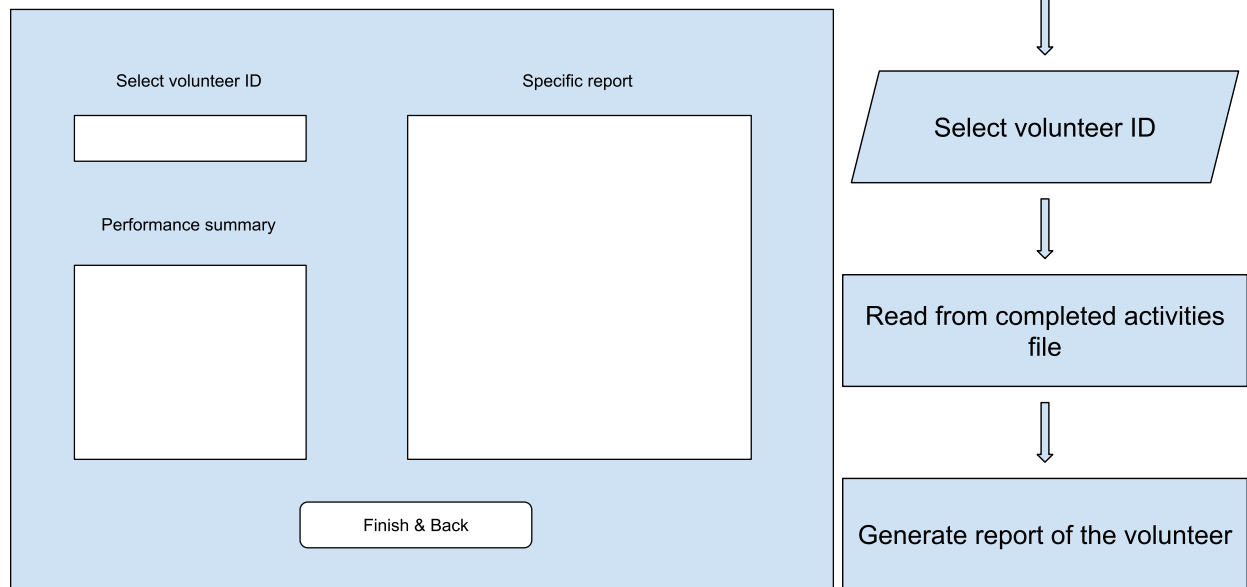 Select volunteer ID
Specific report
Performance summary
Finish & Back
Select volunteer ID
Read from completed activities
file
Generate report of the volunteer